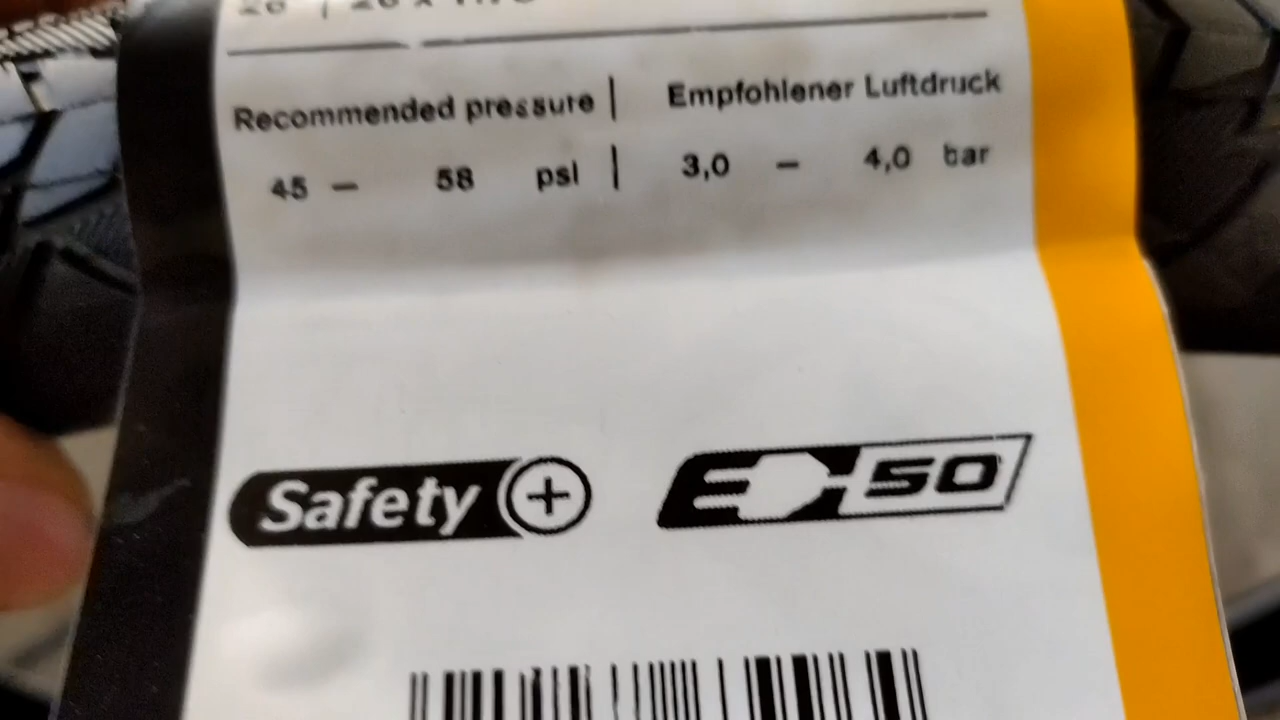 Recommended pressure | Empfohlener Luftdruck
45 – 58 psI | 3,0 – 4,0 bar
Safety + E 50